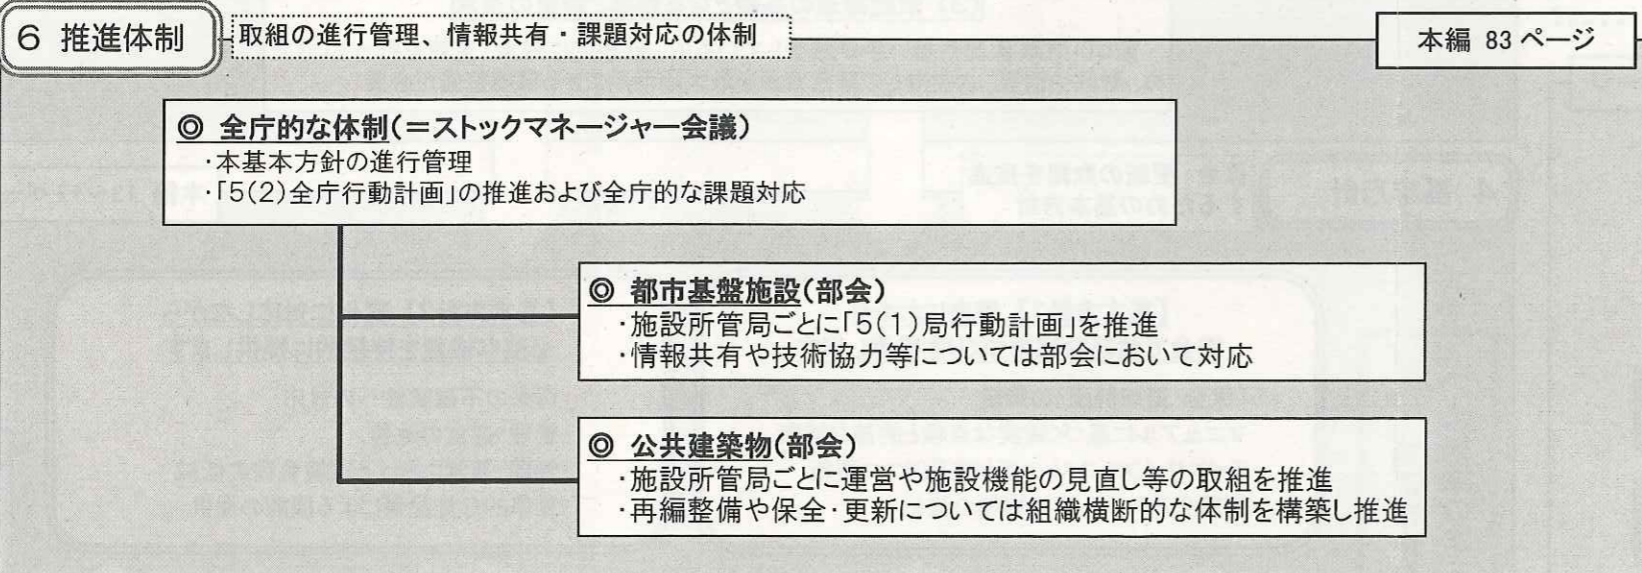 6 推進体制
取組の進行管理、情報共有・課題対応の体制
本編 83 ページ
◎ 全庁的な体制(=ストックマネージャー会議)
・本基本方針の進行管理
・「5(2)全庁行動計画」の推進および全庁的な課題対応
◎ 都市基盤施設(部会)
・施設所管局ごとに「5(1)局行動計画」を推進
・情報共有や技術協力等については部会において対応
◎ 公共建築物(部会)
・施設所管局ごとに運営や施設機能の見直し等の取組を推進
・再編整備や保全・更新については組織横断的な体制を構築し推進